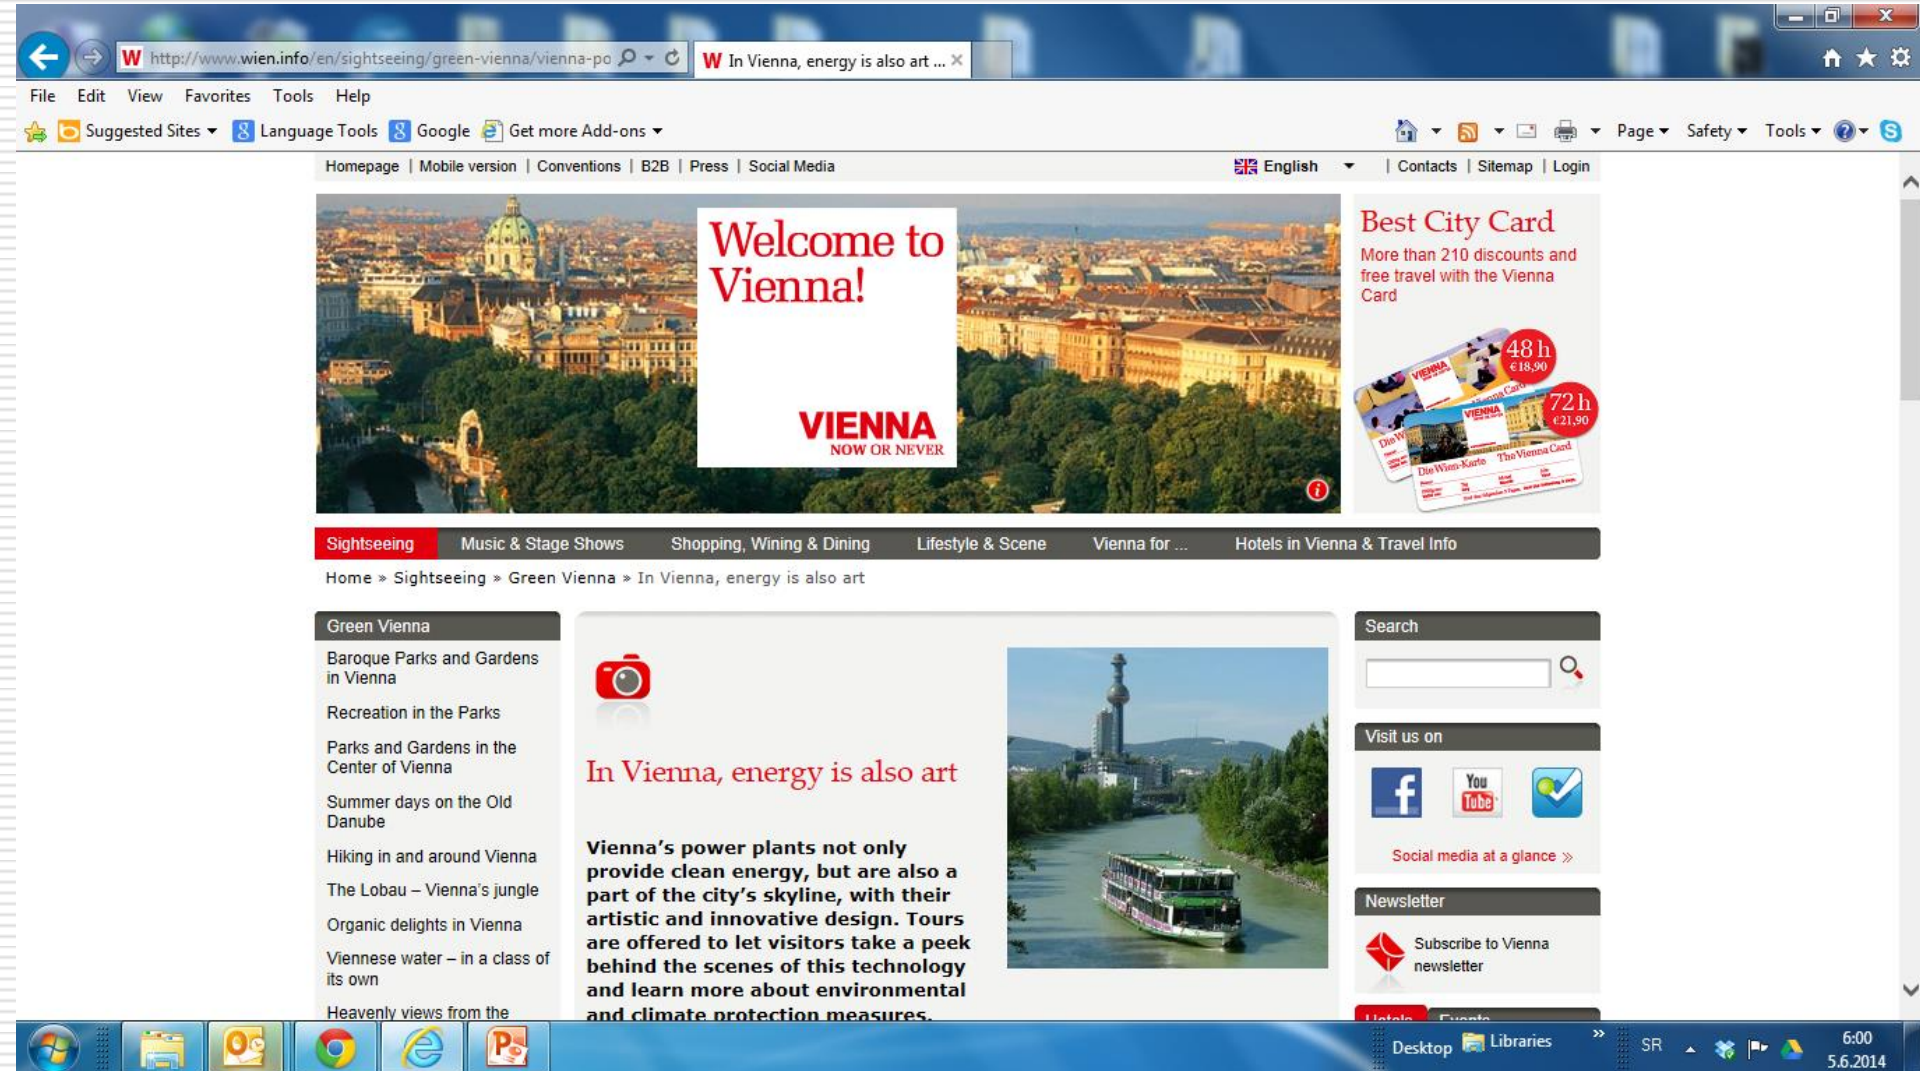 http://www.wien.info/en/sightseeing/green-vienna/vienna-po
In Vienna, energy is also art ...
File Edit View Favorites Tools Help
Suggested Sites Language Tools Google Get more Add-ons
Page Safety Tools
Homepage | Mobile version | Conventions | B2B | Press | Social Media
English | Contacts | Sitemap | Login
Welcome to
Vienna!
VIENNA
NOW OR NEVER
Best City Card
More than 210 discounts and
free travel with the Vienna
Card
48 h
€18,90
72 h
€21,90
VIENNA
VIENNA
Die Wien-Karte The Vienna Card
Sightseeing Music & Stage Shows Shopping, Wining & Dining Lifestyle & Scene Vienna for ... Hotels in Vienna & Travel Info
Home » Sightseeing » Green Vienna » In Vienna, energy is also art
Green Vienna
Baroque Parks and Gardens
in Vienna
Recreation in the Parks
Parks and Gardens in the
Center of Vienna
Summer days on the Old
Danube
Hiking in and around Vienna
The Lobau – Vienna's jungle
Organic delights in Vienna
Viennese water – in a class of
its own
Heavenly views from the
In Vienna, energy is also art
Vienna's power plants not only
provide clean energy, but are also a
part of the city's skyline, with their
artistic and innovative design. Tours
are offered to let visitors take a peek
behind the scenes of this technology
and learn more about environmental
and climate protection measures.
Search
Visit us on
You
Tube
Social media at a glance »
Newsletter
Subscribe to Vienna
newsletter
Hotels Events
Desktop Libraries » SR 6:00
5.6.2014